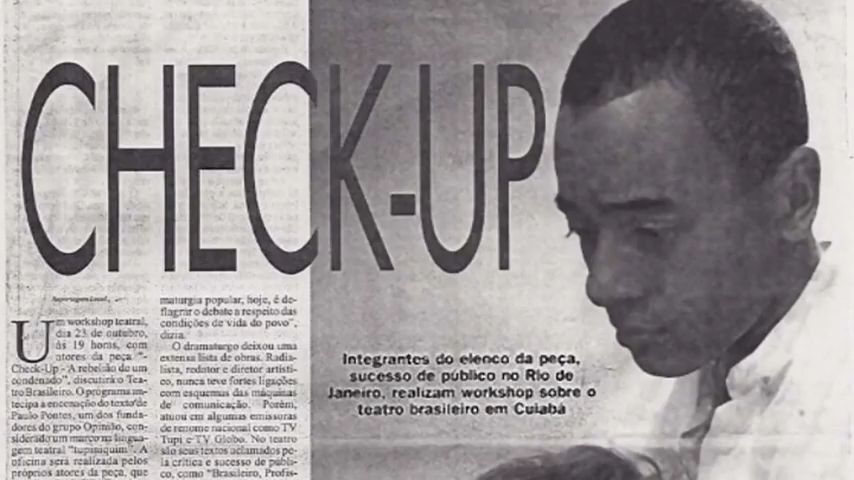 CHECK-UP
Reportagem Local
Um workshop teatral,
dia 23 de outubro,
às 19 horas, com
atores da peça "-
Check-Up - A rebelião de um
condenado", discutirá o Tea-
tro Brasileiro. O programa an-
tecipa a encenação do texto de
Paulo Pontes, um dos funda-
dores do grupo Opinião, con-
siderado um marco na lingua-
gem teatral "tupiniquim". A
oficina será realizada pelos
próprios atores da peça, que
maturgia popular, hoje, é de-
flagrar o debate a respeito das
condições de vida do povo",
dizia.
O dramaturgo deixou uma
extensa lista de obras. Radia-
lista, redator e diretor artísti-
co, nunca teve fortes ligações
com esquemas das máquinas
de comunicação. Porém,
atuou em algumas emissoras
de renome nacional como TV
Tupi e TV Globo. No teatro
são seus textos aclamados pe-
la crítica e sucesso de públi-
co, como "Brasileiro, Profis-
Integrantes do elenco da peça,
sucesso de público no Rio de
Janeiro, realizam workshop sobre o
teatro brasileiro em Cuiabá